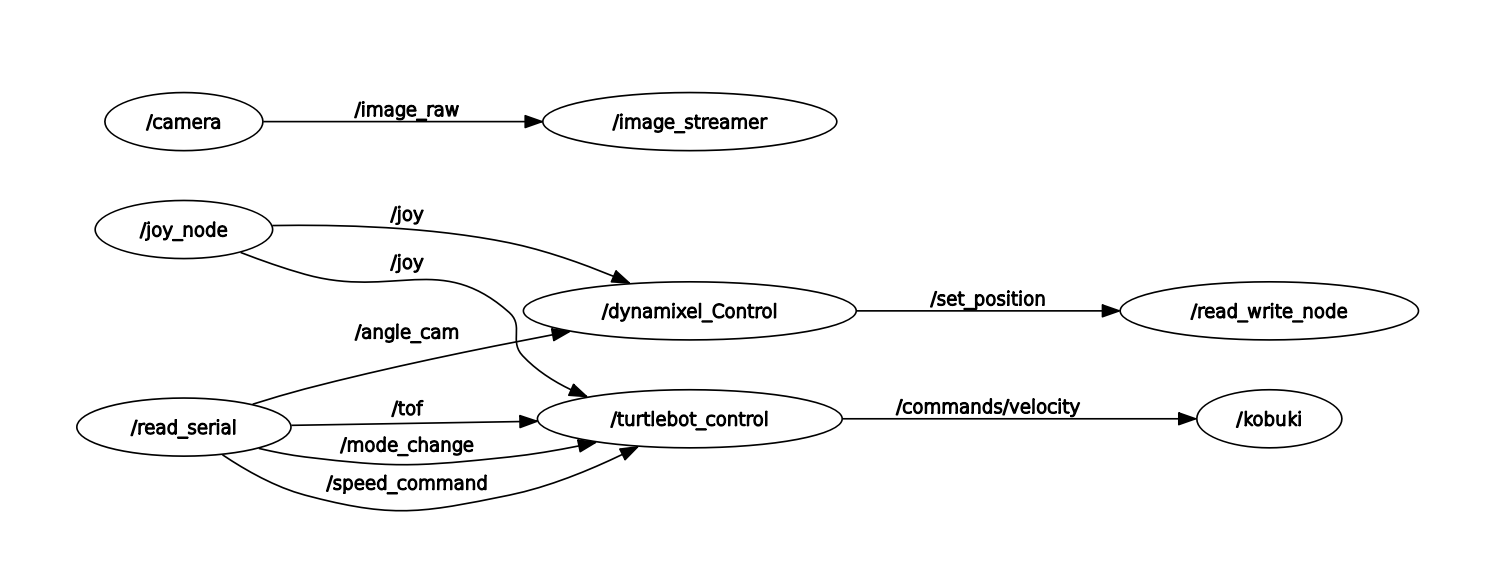 /camera
/image_raw
/image_streamer
/joy_node
/joy
/joy
/dynamixel_Control
/set_position
/read_write_node
/angle_cam
/read_serial
/tof
/mode_change
/speed_command
/turtlebot_control
/commands/velocity
/kobuki